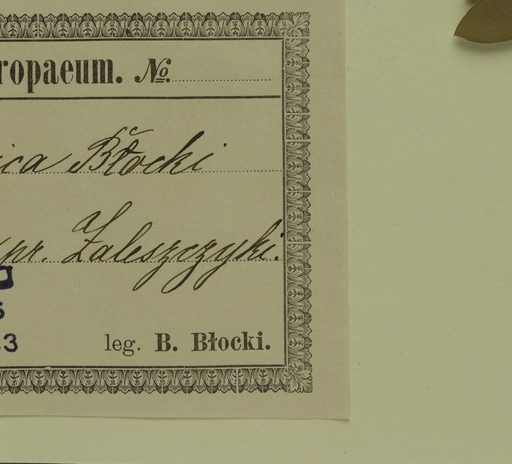 ropaeum. №
ica Błocki
pr. Zaleszczyki.
3
leg. B. Błocki.